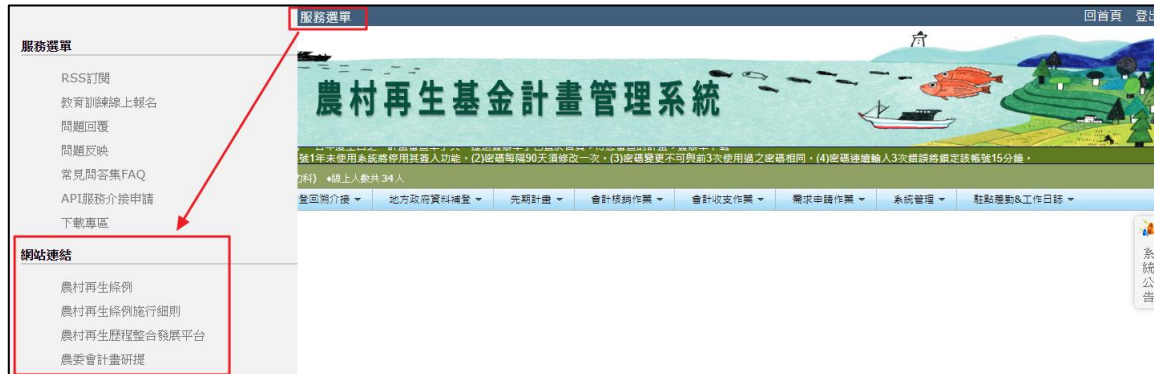 服務選單
回首頁 登出
服務選單
RSS訂閱
教育訓練線上報名
問題回覆
問題反映
常見問答集FAQ
API服務介接申請
下載專區
網站連結
農村再生條例
農村再生條例施行細則
農村再生歷程整合發展平台
農委會計畫研提
農村再生基金計畫管理系統
號1年未使用系統將停用其簽入功能。(2)密碼每隔90天須修改一次。(3)密碼變更不可與前3次使用過之密碼相同。(4)密碼連續輸入3次錯誤將鎖定該帳號15分鐘。
線上人數共34人
登回溯介接 地方政府資料補登 先期計畫 會計核銷作業 會計收支作業 需求申請作業 系統管理 駐點差勤&工作日誌
系統公告